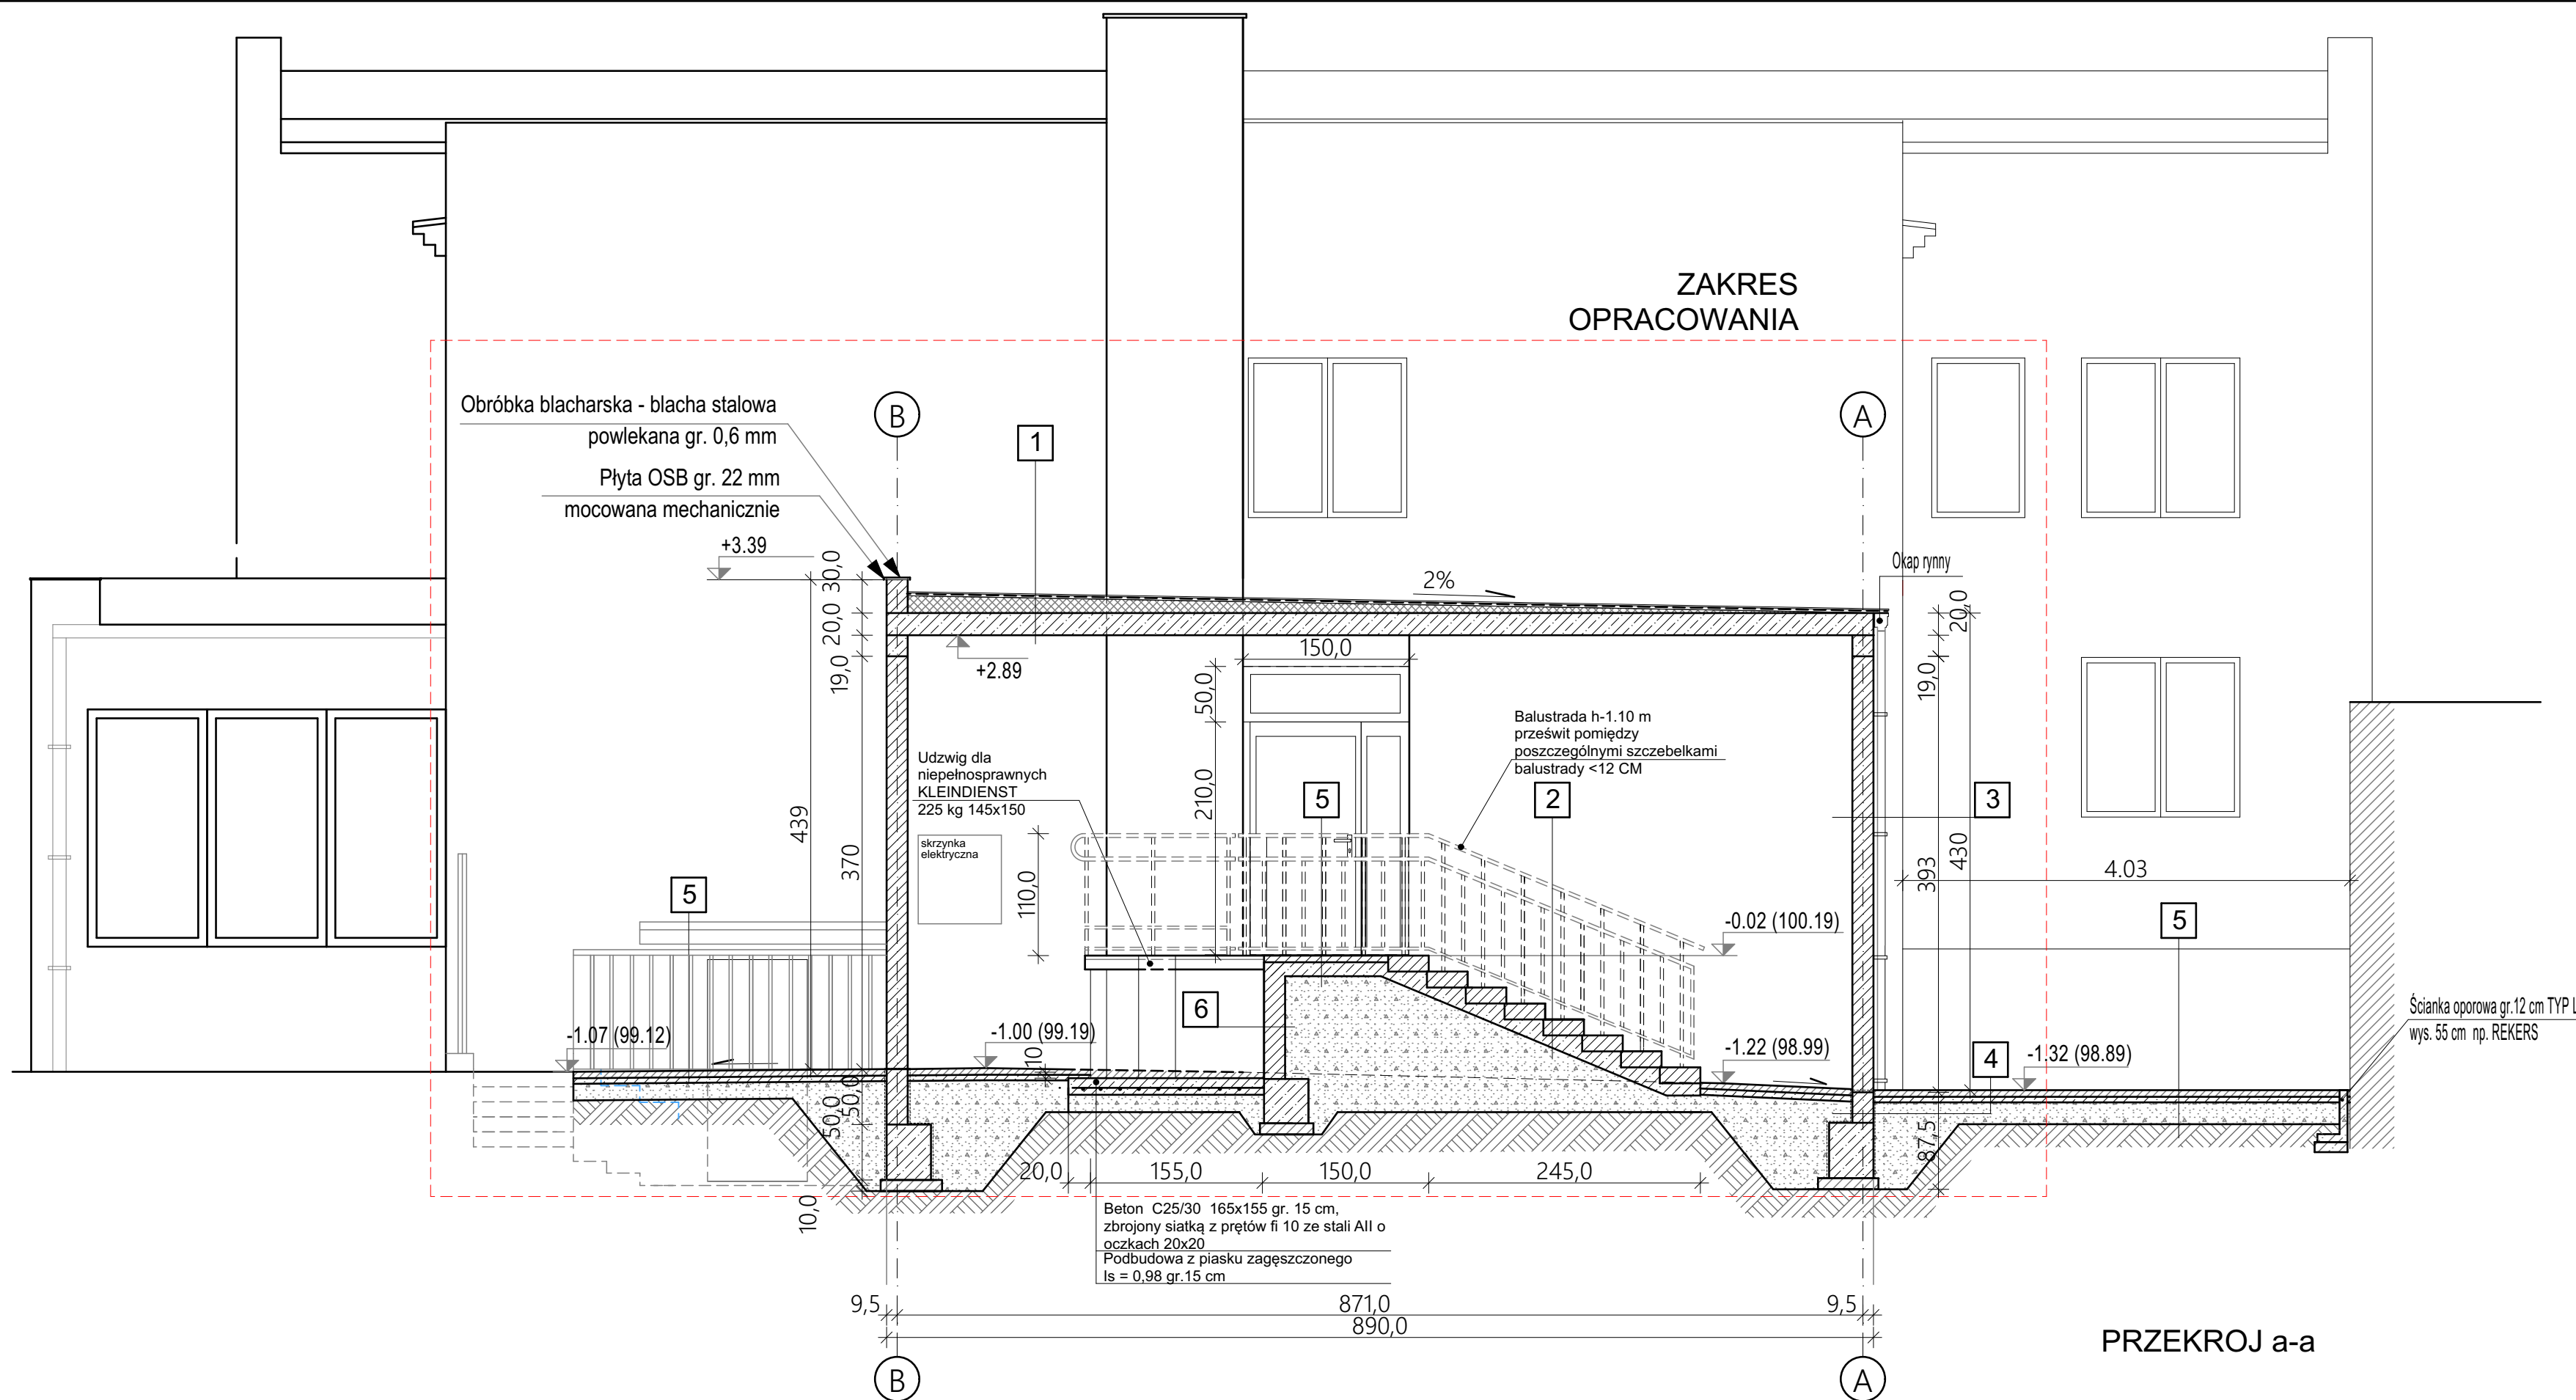 ZAKRES
OPRACOWANIA
Obróbka blacharska - blacha stalowa
powlekana gr. 0,6 mm
Płyta OSB gr. 22 mm
mocowana mechanicznie
B
1
A
+3.39
30,0
20,0
19,0
439
370
2%
Okap rynny
20,0
19,0
393
430
+2.89
150,0
50,0
210,0
Udzwig dla
niepełnosprawnych
KLEINDIENST
225 kg 145x150
skrzynka
elektryczna
110,0
Balustrada h-1.10 m
prześwit pomiędzy
poszczególnymi szczebelkami
balustrady <12 CM
5
2
3
4.03
5
5
-0.02 (100.19)
6
-1.07 (99.12)
-1.00 (99.19)
10
-1.22 (98.99)
4
-1.32 (98.89)
Ścianka oporowa gr.12 cm TYP L
wys. 55 cm np. REKERS
50,0
50,0
10,0
87,5
20,0
155,0
150,0
245,0
Beton C25/30 165x155 gr. 15 cm,
zbrojony siatką z prętów fi 10 ze stali AII o
oczkach 20x20
Podbudowa z piasku zagęszczonego
Is = 0,98 gr.15 cm
9,5
871,0
9,5
890,0
B
A
PRZEKROJ a-a